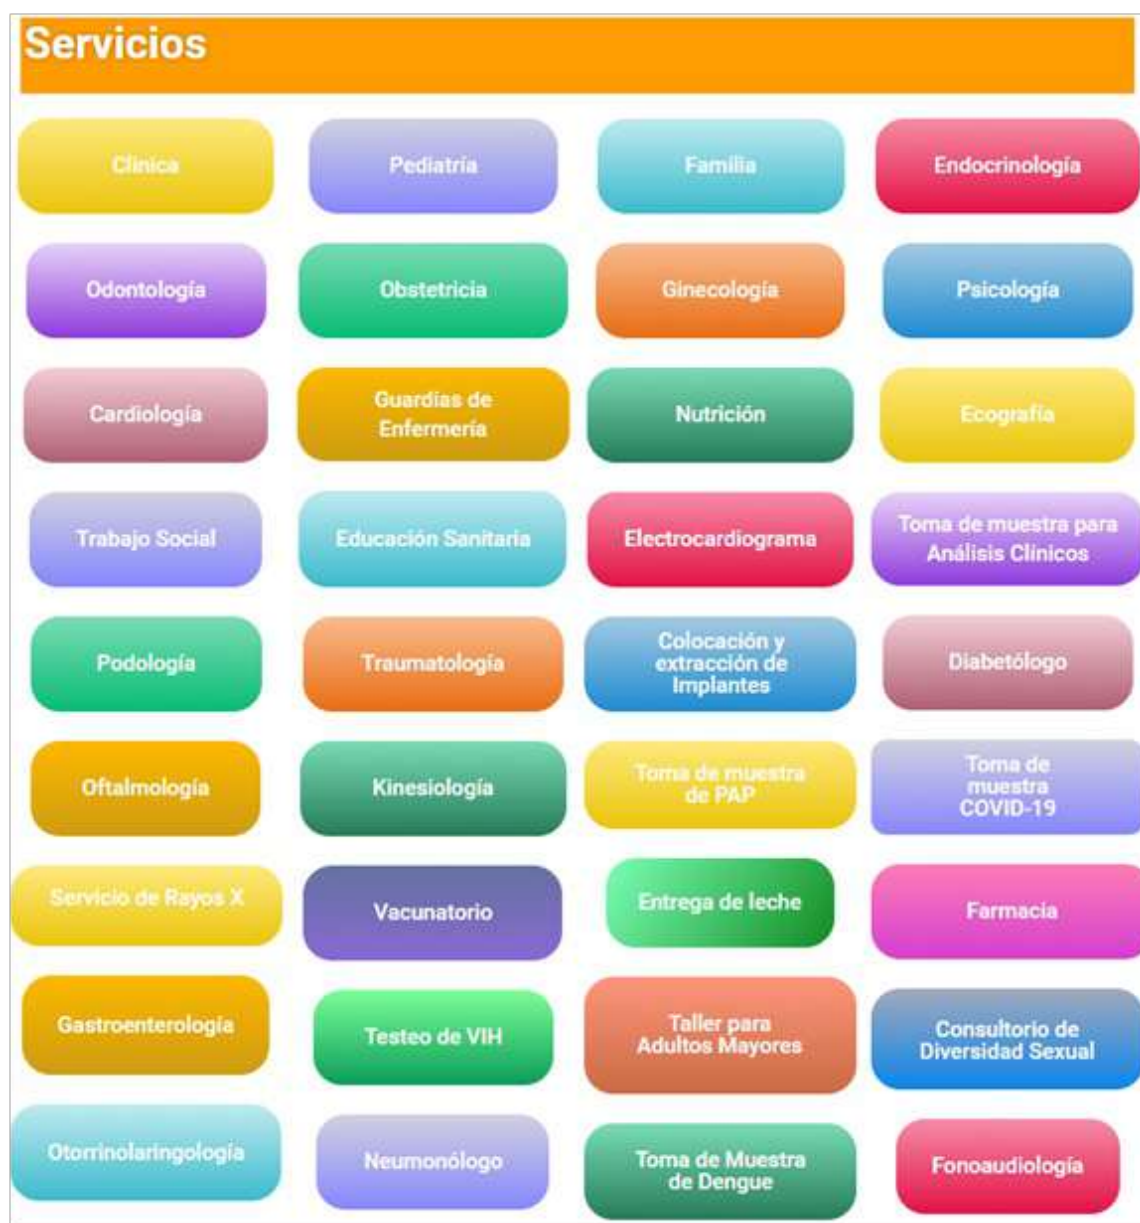 Servicios
Clínica
Pediatría
Familia
Endocrinología
Odontología
Obstetricia
Ginecología
Psicología
Cardiología
Guardias de
Enfermería
Nutrición
Ecografía
Trabajo Social
Educación Sanitaria
Electrocardiograma
Toma de muestra para
Análisis Clínicos
Podología
Traumatología
Colocación y
extracción de
Implantes
Diabetólogo
Oftalmología
Kinesiología
Toma de muestra
de PAP
Toma de
muestra
COVID-19
Servicio de Rayos X
Vacunatorio
Entrega de leche
Farmacia
Gastroenterología
Testeo de VIH
Taller para
Adultos Mayores
Consultorio de
Diversidad Sexual
Otorrinolaringología
Neumonólogo
Toma de Muestra
de Dengue
Fonoaudiología